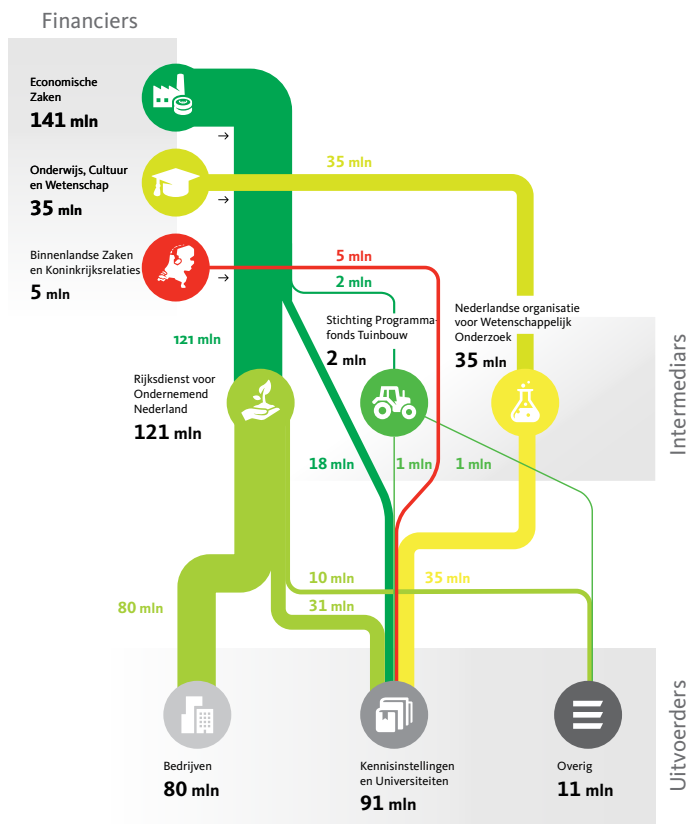 Financiers
Economische
Zaken
141 mln
→
Onderwijs, Cultuur
en Wetenschap
35 mln
→
35 mln
Binnenlandse Zaken
en Koninkrijksrelaties
5 mln
→
5 mln
2 mln
121 mln
Stichting Programma-
fonds Tuinbouw
2 mln
Nederlandse organisatie
voor Wetenschappelijk
Onderzoek
35 mln
Intermediars
Rijksdienst voor
Ondernemend
Nederland
121 mln
18 mln
1 mln
1 mln
10 mln
35 mln
80 mln
31 mln
Uitvoerders
Bedrijven
80 mln
Kennisinstellingen
en Universiteiten
91 mln
Overig
11 mln